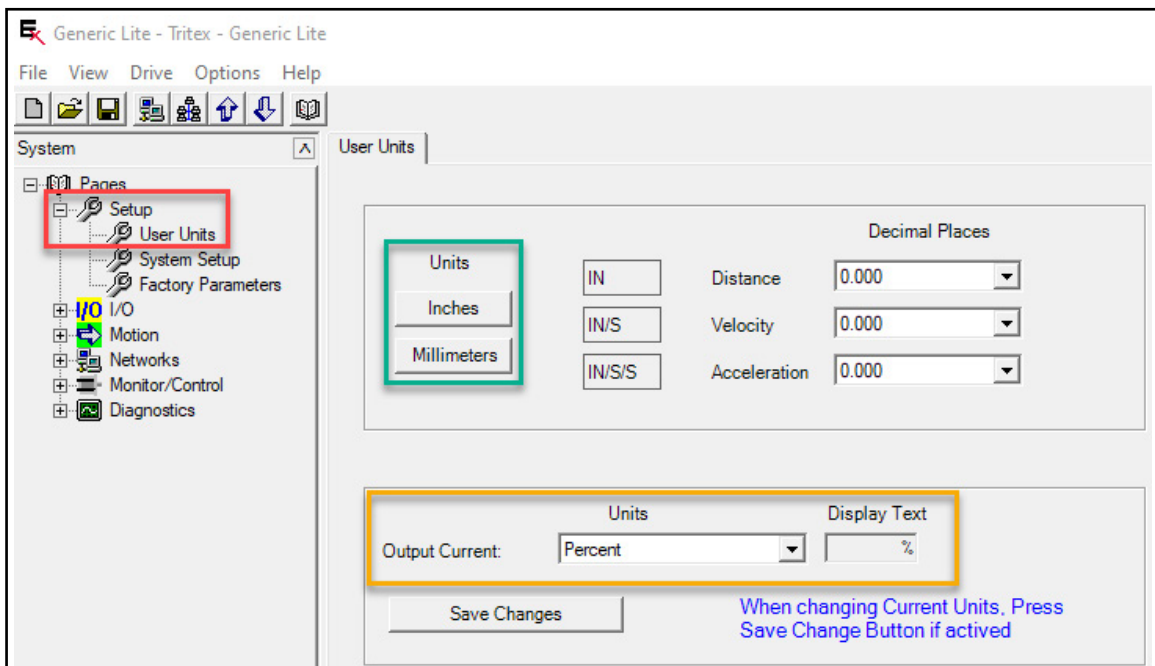 Generic Lite - Tritex - Generic Lite
File View Drive Options Help
System
User Units
Pages
Setup
User Units
System Setup
Factory Parameters
I/O I/O
Motion
Networks
Monitor/Control
Diagnostics
Decimal Places
Units
Inches
Millimeters
IN Distance 0.000
IN/S Velocity 0.000
IN/S/S Acceleration 0.000
Units Display Text
Output Current: Percent %
Save Changes
When changing Current Units, Press
Save Change Button if actived